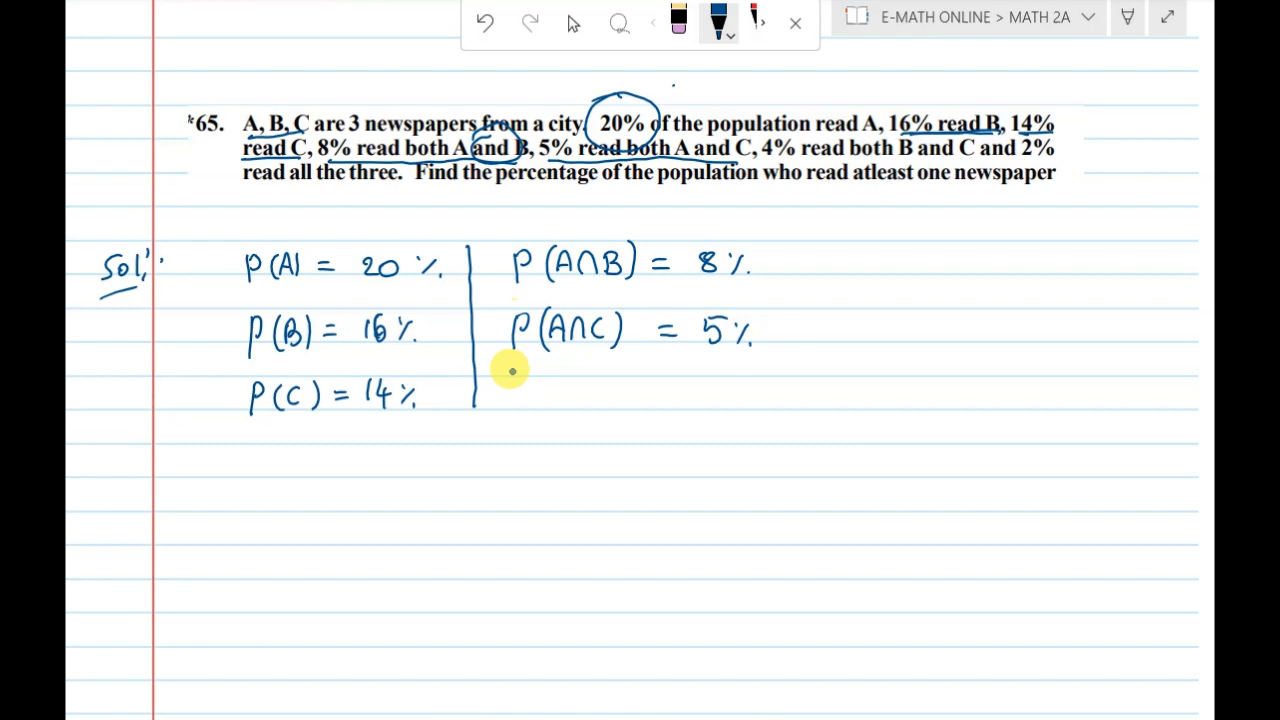 E-MATH ONLINE > MATH 2A
*65. A, B, C are 3 newspapers from a city. 20% of the population read A, 16% read B, 14%
read C, 8% read both A and B, 5% read both A and C, 4% read both B and C and 2%
read all the three. Find the percentage of the population who read atleast one newspaper
Sol:
P(A) = 20 %.
P(A∩B) = 8 %.
P(B) = 16 %.
P(A∩C) = 5 %.
P(C) = 14 %.